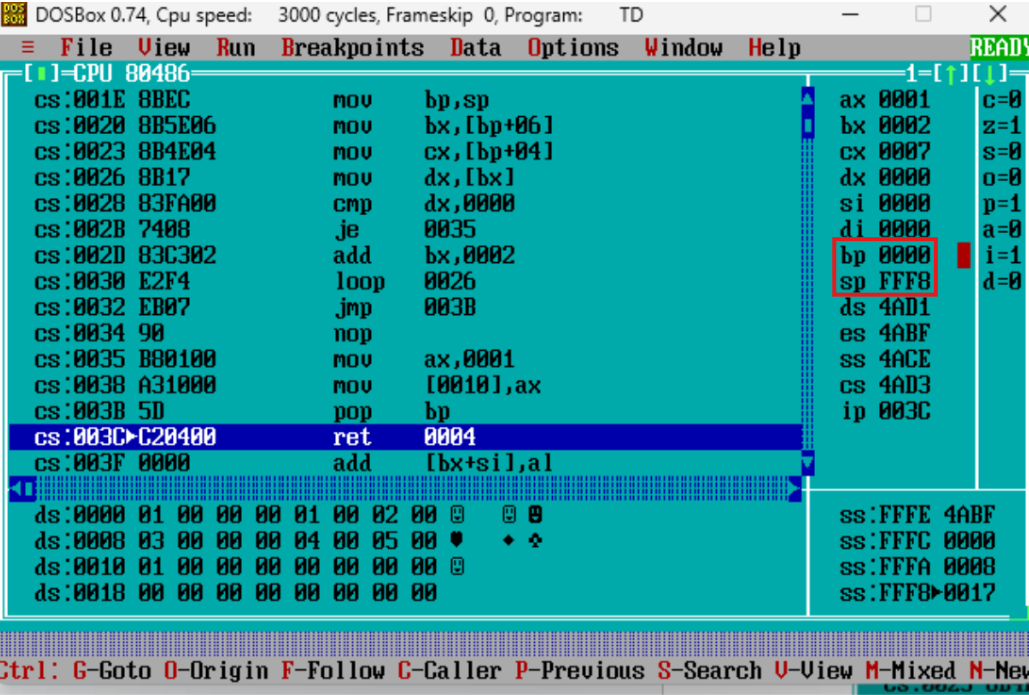 DOSBox 0.74, Cpu speed: 3000 cycles, Frameskip 0, Program: TD
≡ File View Run Breakpoints Data Options Window Help READY
[■]=CPU 80486 1=[↑][↓]
cs:001E 8BEC mov bp,sp ax 0001 c=0
cs:0020 8B5E06 mov bx,[bp+06] bx 0002 z=1
cs:0023 8B4E04 mov cx,[bp+04] cx 0007 s=0
cs:0026 8B17 mov dx,[bx] dx 0000 o=0
cs:0028 83FA00 cmp dx,0000 si 0000 p=1
cs:002B 7408 je 0035 di 0000 a=0
cs:002D 83C302 add bx,0002 bp 0000 i=1
cs:0030 E2F4 loop 0026 sp FFF8 d=0
cs:0032 EB07 jmp 003B ds 4AD1
cs:0034 90 nop es 4ABF
cs:0035 B80100 mov ax,0001 ss 4ACE
cs:0038 A31000 mov [0010],ax cs 4AD3
cs:003B 5D pop bp ip 003C
cs:003C►C20400 ret 0004
cs:003F 0000 add [bx+si],al
ds:0000 01 00 00 00 01 00 02 00 ☺ ☺☻ ss:FFFE 4ABF
ds:0008 03 00 00 00 04 00 05 00 ♥ ♦ ♣ ss:FFFC 0000
ds:0010 01 00 00 00 00 00 00 00 ☺ ss:FFFA 0008
ds:0018 00 00 00 00 00 00 00 00 ss:FFF8►0017
Ctrl: G-Goto O-Origin F-Follow C-Caller P-Previous S-Search V-View M-Mixed N-New